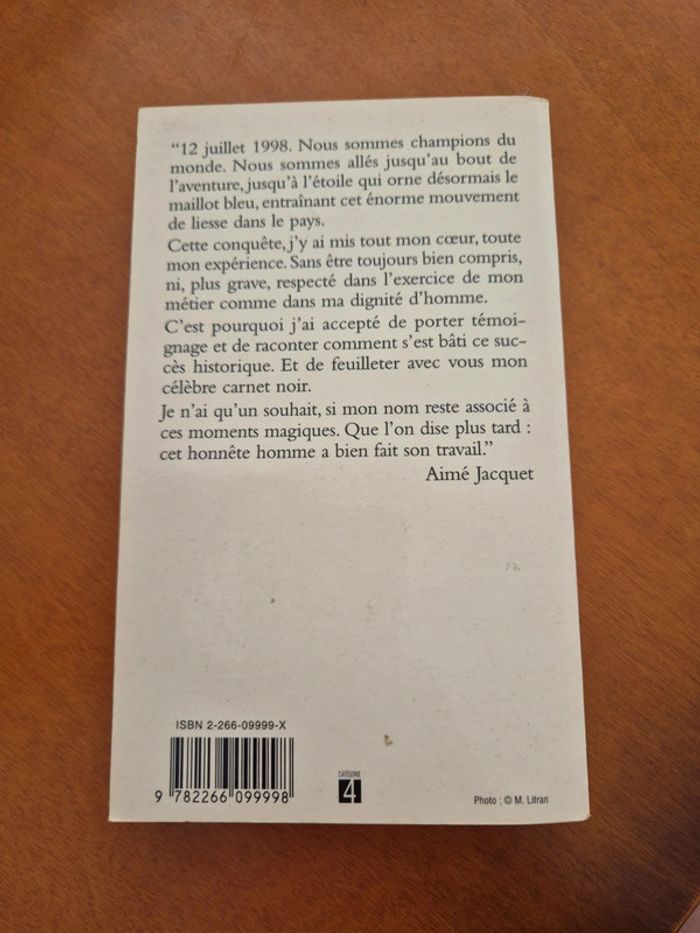 “12 juillet 1998. Nous sommes champions du
monde. Nous sommes allés jusqu’au bout de
l’aventure, jusqu’à l’étoile qui orne désormais le
maillot bleu, entraînant cet énorme mouvement
de liesse dans le pays.
Cette conquête, j’y ai mis tout mon cœur, toute
mon expérience. Sans être toujours bien compris,
ni, plus grave, respecté dans l’exercice de mon
métier comme dans ma dignité d’homme.
C’est pourquoi j’ai accepté de porter témoi-
gnage et de raconter comment s’est bâti ce suc-
cès historique. Et de feuilleter avec vous mon
célèbre carnet noir.
Je n’ai qu’un souhait, si mon nom reste associé à
ces moments magiques. Que l’on dise plus tard :
cet honnête homme a bien fait son travail.”
Aimé Jacquet
ISBN 2-266-09999-X
9 782266 099998
CATÉGORIE
4
Photo : © M. Litran